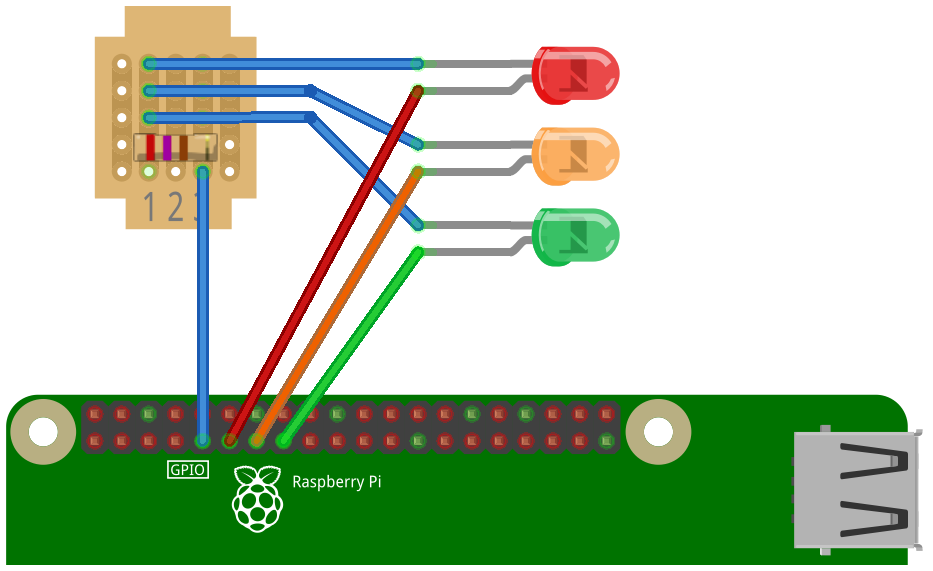 1 2 3
GPIO
Raspberry Pi